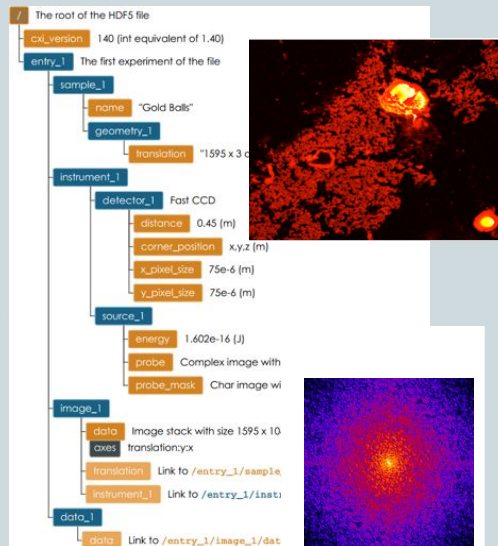 / The root of the HDF5 file
cxi_version 140 (int equivalent of 1.40)
entry_1 The first experiment of the file
sample_1
name "Gold Balls"
geometry_1
translation "1595 x 3
instrument_1
detector_1 Fast CCD
distance 0.45 (m)
corner_position x,y,z (m)
x_pixel_size 75e-6 (m)
y_pixel_size 75e-6 (m)
source_1
energy 1.602e-16 (J)
probe Complex image with
probe_mask Char image wi
image_1
data Image stack with size 1595 x 10
axes translation:y:x
translation Link to /entry_1/sample
instrument_1 Link to /entry_1/instr
data_1
data Link to /entry_1/image_1/dat